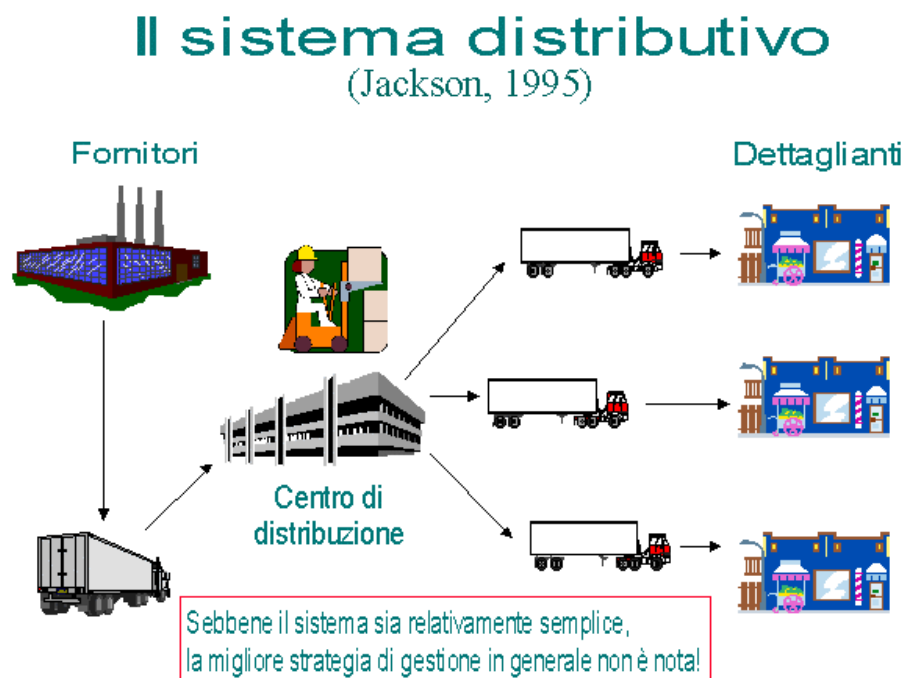 Il sistema distributivo
(Jackson, 1995)
Fornitori
Dettaglianti
Centro di
distribuzione
Sebbene il sistema sia relativamente semplice,
la migliore strategia di gestione in generale non è nota!